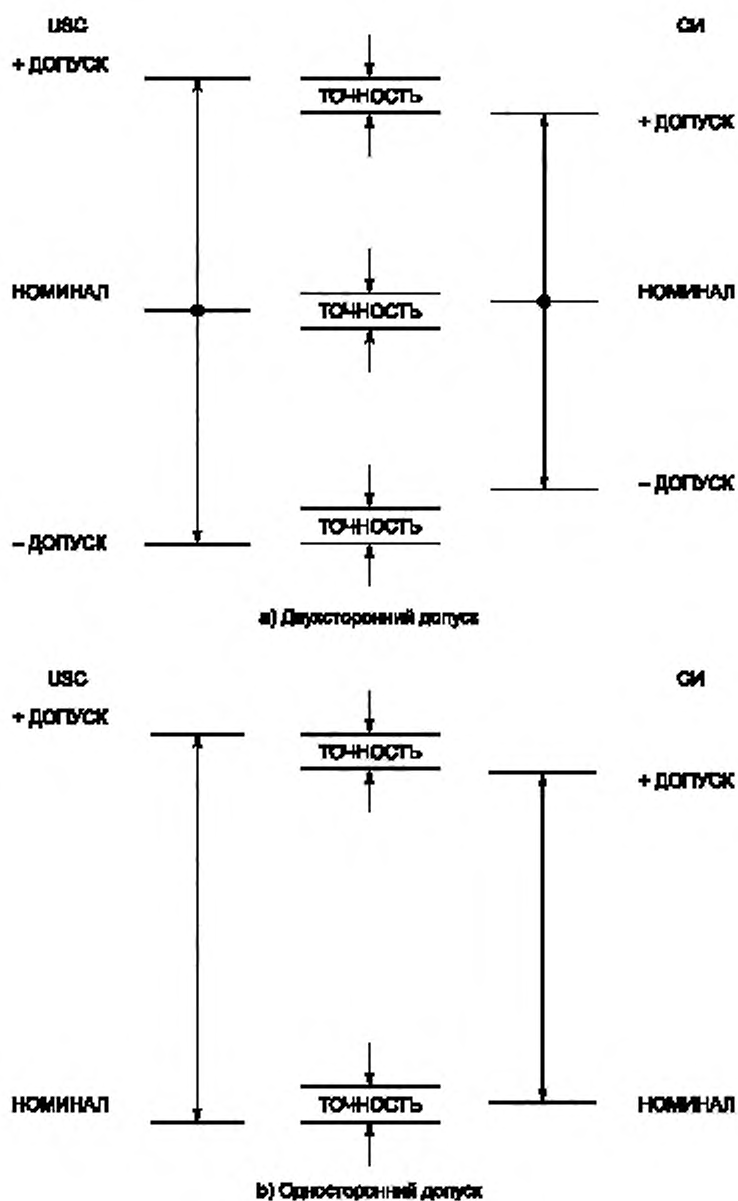 USC СИ
+ ДОПУСК
ТОЧНОСТЬ
+ ДОПУСК
НОМИНАЛ ТОЧНОСТЬ НОМИНАЛ
– ДОПУСК
– ДОПУСК ТОЧНОСТЬ
а) Двухсторонний допуск
USC СИ
+ ДОПУСК
ТОЧНОСТЬ
+ ДОПУСК
НОМИНАЛ ТОЧНОСТЬ НОМИНАЛ
b) Односторонний допуск